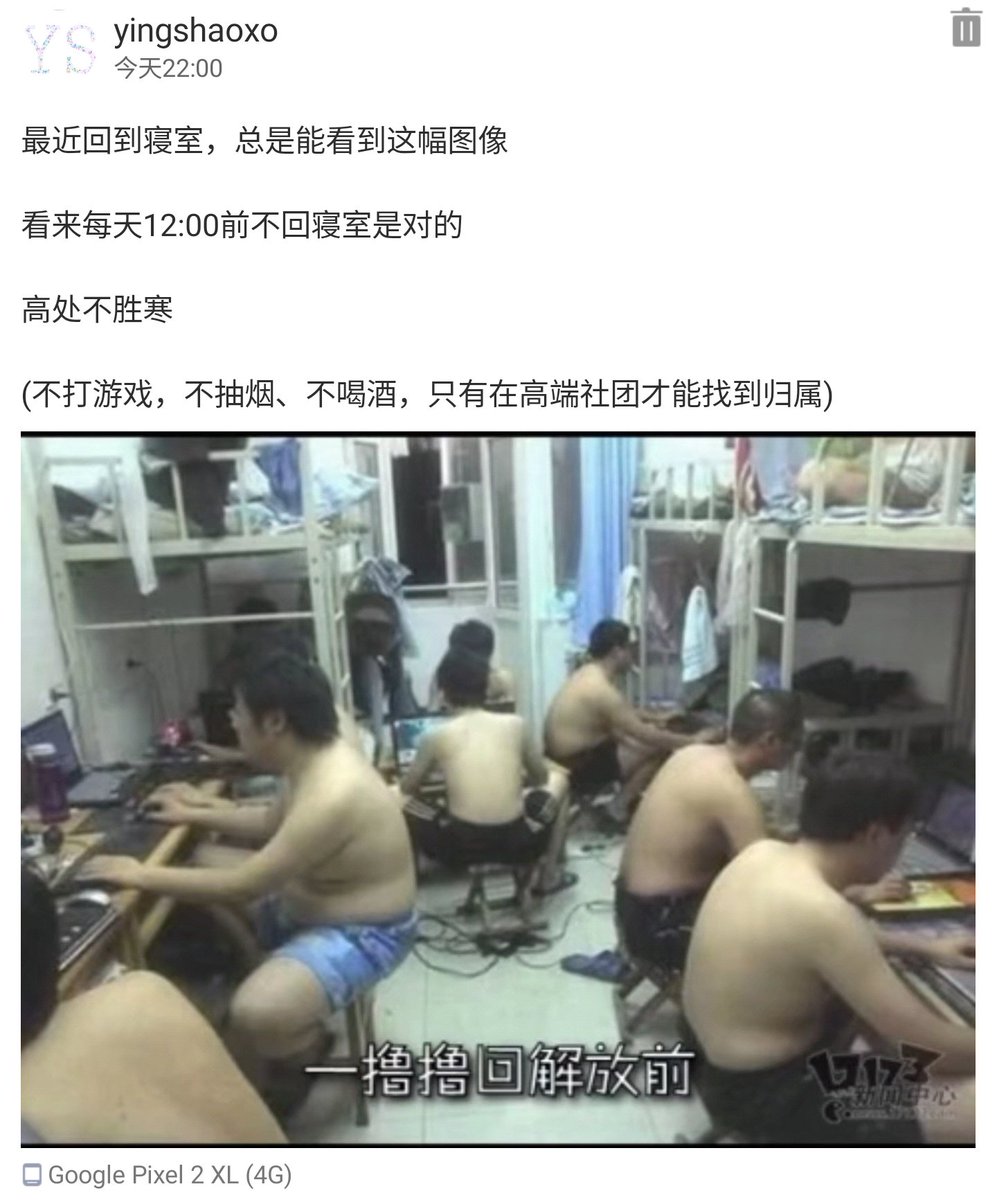 YS
yingshaoxo
今天22:00
最近回到寝室，总是能看到这幅图像
看来每天12:00前不回寝室是对的
高处不胜寒
(不打游戏，不抽烟、不喝酒，只有在高端社团才能找到归属)
一撸撸回解放前
17173
新闻中心
Google Pixel 2 XL (4G)